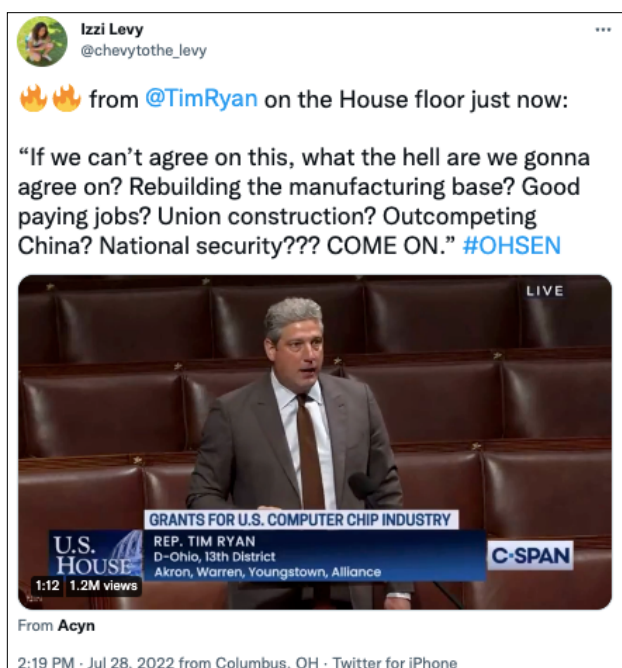 Izzi Levy
@chevytothe_levy
🔥🔥 from @TimRyan on the House floor just now:
“If we can’t agree on this, what the hell are we gonna
agree on? Rebuilding the manufacturing base? Good
paying jobs? Union construction? Outcompeting
China? National security??? COME ON.” #OHSEN
LIVE
GRANTS FOR U.S. COMPUTER CHIP INDUSTRY
U.S.
HOUSE
REP. TIM RYAN
D-Ohio, 13th District
Akron, Warren, Youngstown, Alliance
C-SPAN
1:12 1.2M views
From Acyn
2:19 PM · Jul 28, 2022 from Columbus, OH · Twitter for iPhone